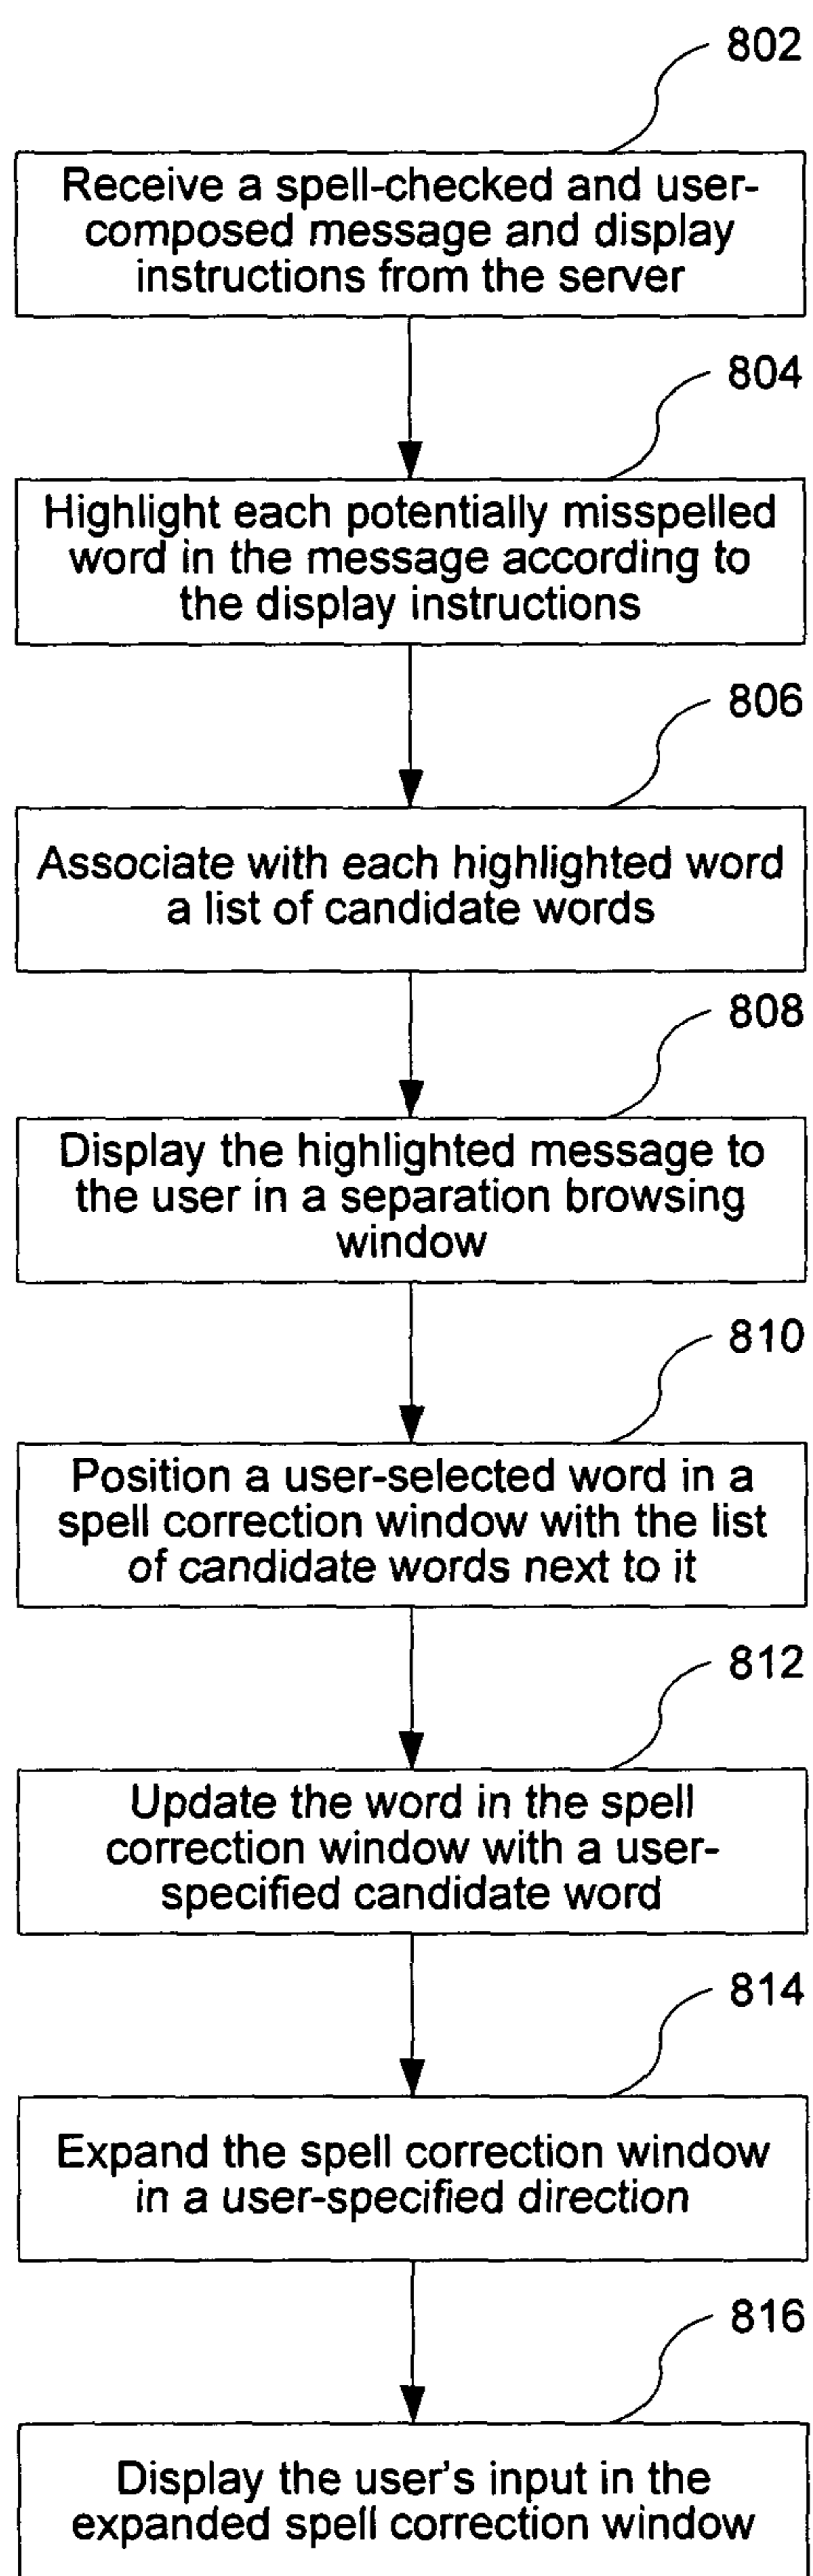 802
Receive a spell-checked and user-
composed message and display
instructions from the server
804
Highlight each potentially misspelled
word in the message according to
the display instructions
806
Associate with each highlighted word
a list of candidate words
808
Display the highlighted message to
the user in a separation browsing
window
810
Position a user-selected word in a
spell correction window with the list
of candidate words next to it
812
Update the word in the spell
correction window with a user-
specified candidate word
814
Expand the spell correction window
in a user-specified direction
816
Display the user's input in the
expanded spell correction window